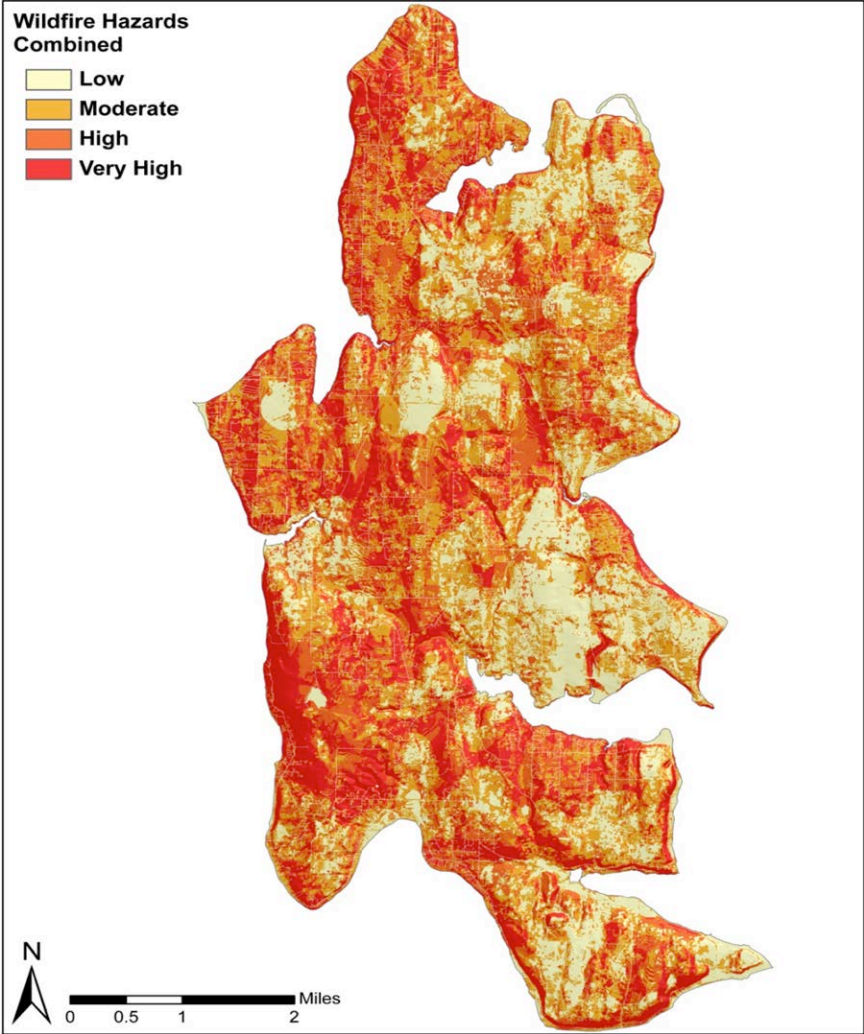 Wildfire Hazards
Combined
Low
Moderate
High
Very High
N
Miles
0 0.5 1 2